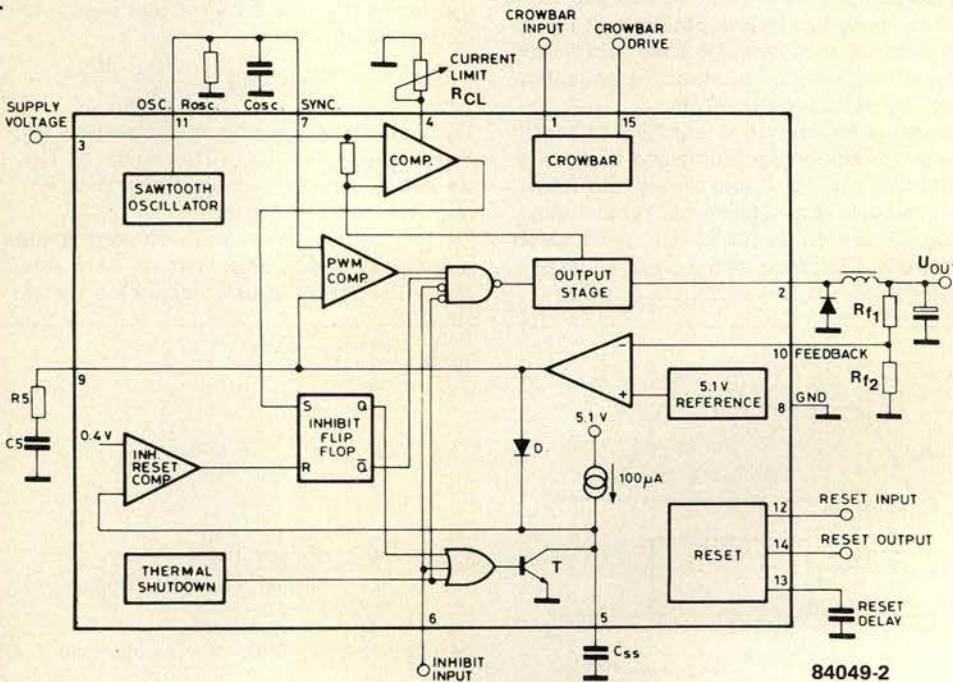 CROWBAR INPUT
CROWBAR DRIVE
CURRENT LIMIT
RCL
SUPPLY VOLTAGE
OSC. Rosc. Cosc. SYNC.
11
7
4
1
15
3
SAWTOOTH OSCILLATOR
COMP.
CROWBAR
PWM COMP
OUTPUT STAGE
2
UOUT
Rf1
10 FEEDBACK
Rf2
9
5.1 V REFERENCE
8
GND
R5
C5
0.4 V
INH. RESET COMP.
S Q
INHIBIT FLIP FLOP
R Q̅
D.
5.1 V
100µA
-
+
RESET
12
RESET INPUT
14
RESET OUTPUT
13
RESET DELAY
THERMAL SHUTDOWN
T
6
5
INHIBIT INPUT
Css
84049-2